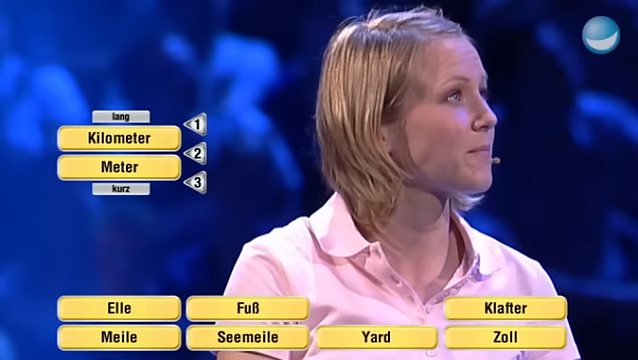 lang
1
Kilometer
2
Meter
3
kurz
Elle Fuß Klafter
Meile Seemeile Yard Zoll